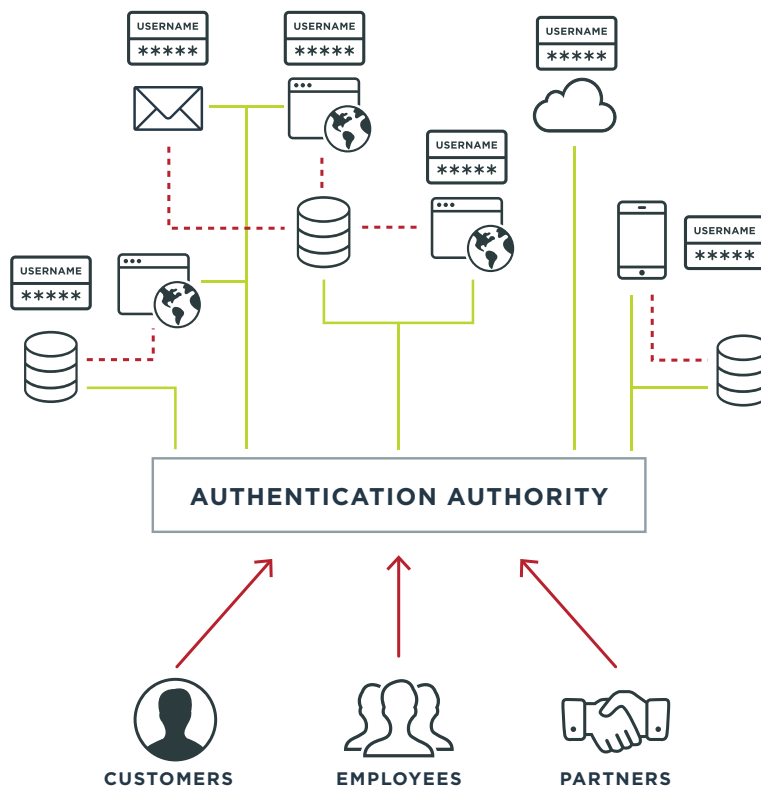 USERNAME
*****
USERNAME
*****
USERNAME
*****
USERNAME
*****
USERNAME
*****
USERNAME
*****
AUTHENTICATION AUTHORITY
CUSTOMERS
EMPLOYEES
PARTNERS